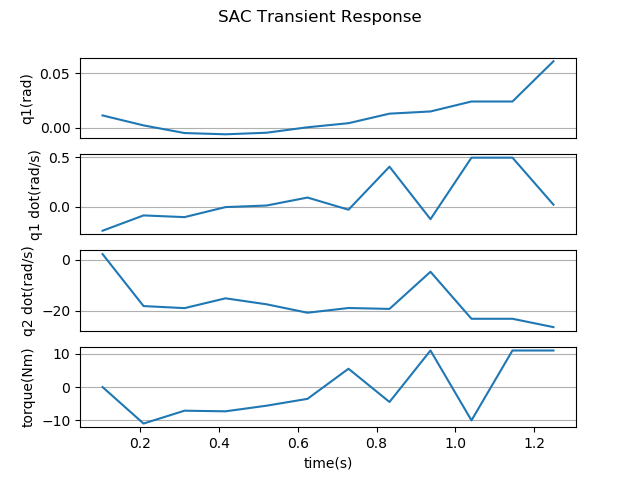 SAC Transient Response
q1(rad)
0.05
0.00
q1 dot(rad/s)
0.5
0.0
q2 dot(rad/s)
0
−20
torque(Nm)
10
0
−10
0.2 0.4 0.6 0.8 1.0 1.2
time(s)